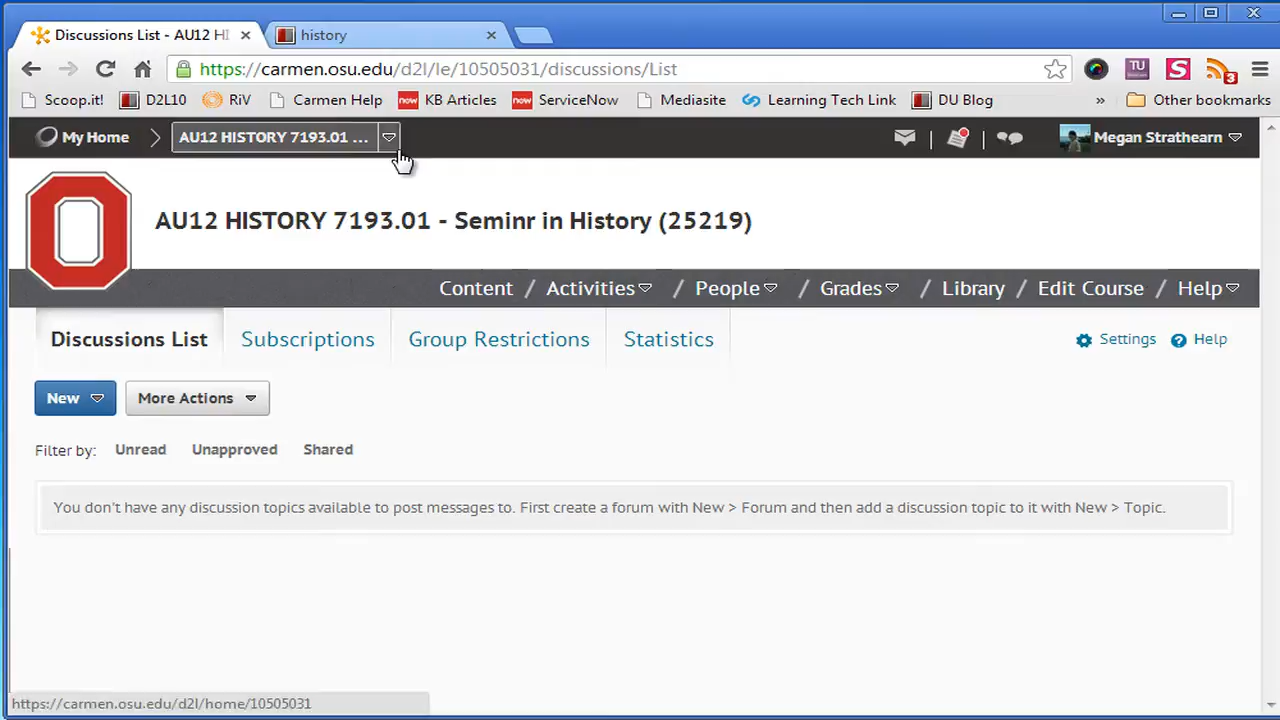 Discussions List - AU12 HI
history
https://carmen.osu.edu/d2l/le/10505031/discussions/List
TU
S
3
Scoop.it!
D2L10
RiV
Carmen Help
now KB Articles
now ServiceNow
Mediasite
Learning Tech Link
DU Blog
»
Other bookmarks
My Home
AU12 HISTORY 7193.01 ...
Megan Strathearn
AU12 HISTORY 7193.01 - Seminr in History (25219)
Content / Activities / People / Grades / Library / Edit Course / Help
Discussions List
Subscriptions
Group Restrictions
Statistics
Settings
Help
New
More Actions
Filter by: Unread Unapproved Shared
You don't have any discussion topics available to post messages to. First create a forum with New > Forum and then add a discussion topic to it with New > Topic.
https://carmen.osu.edu/d2l/home/10505031